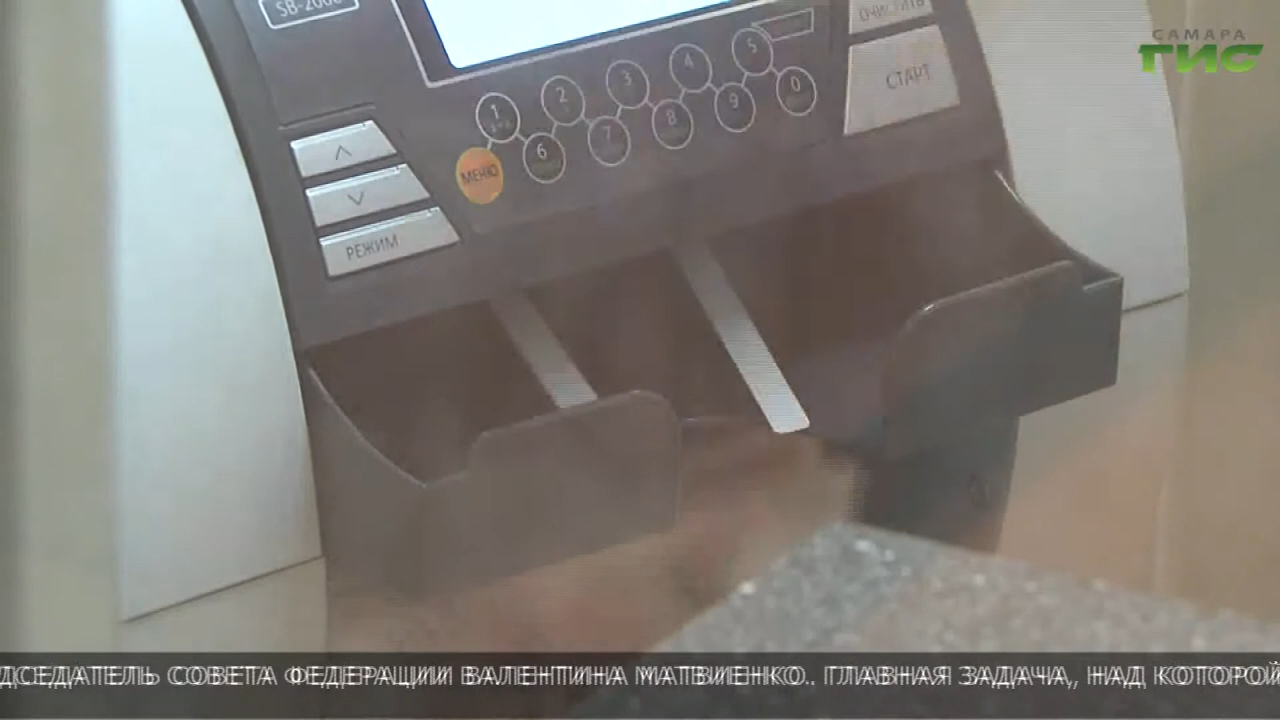 SB-2000
ОЧИСТИТЬ
САМАРА
ГИС
СТАРТ
1 2 3 4 5
6 7 8 9 0
МЕНЮ
РЕЖИМ
ДСЕДАТЕЛЬ СОВЕТА ФЕДЕРАЦИИ ВАЛЕНТИНА МАТВИЕНКО.. ГЛАВНАЯ ЗАДАЧА,, НАД КОТОРОЙ